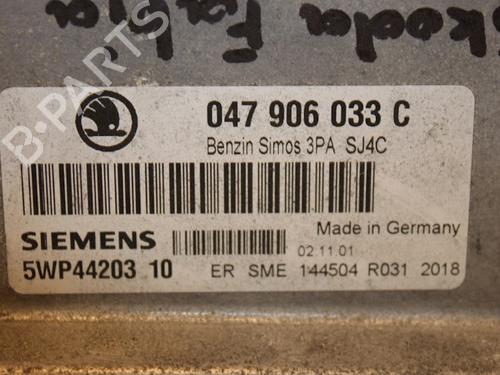 Skoda Fabia
B-PARTS
047 906 033 C
Benzin Simos 3PA SJ4C
Made in Germany
SIEMENS
02.11.01
5WP44203 10
ER SME 144504 R031 2018